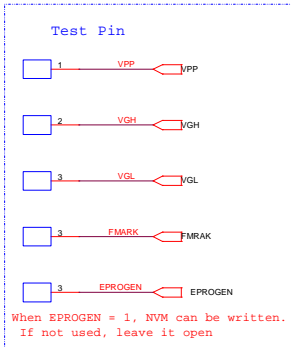 Test Pin
1 VPP VPP
2 VGH VGH
3 VGL VGL
3 FMARK FMRAK
3 EPROGEN EPROGEN
When EPROGEN = 1, NVM can be written.
If not used, leave it open